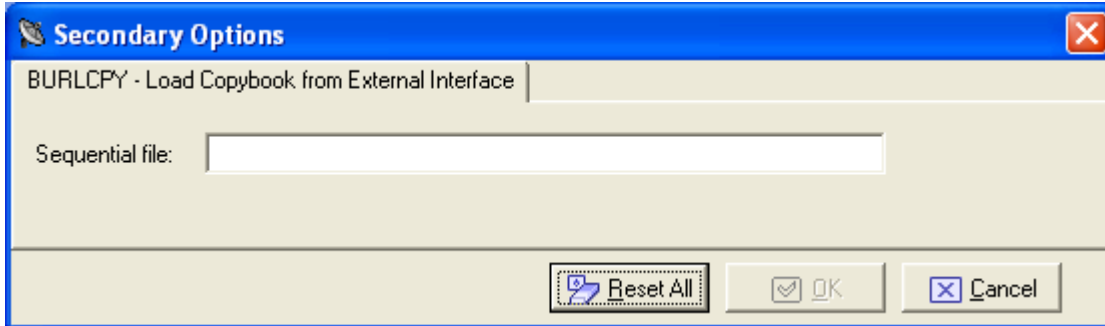 Secondary Options
BURLCPY - Load Copybook from External Interface
Sequential file:
Reset All OK Cancel